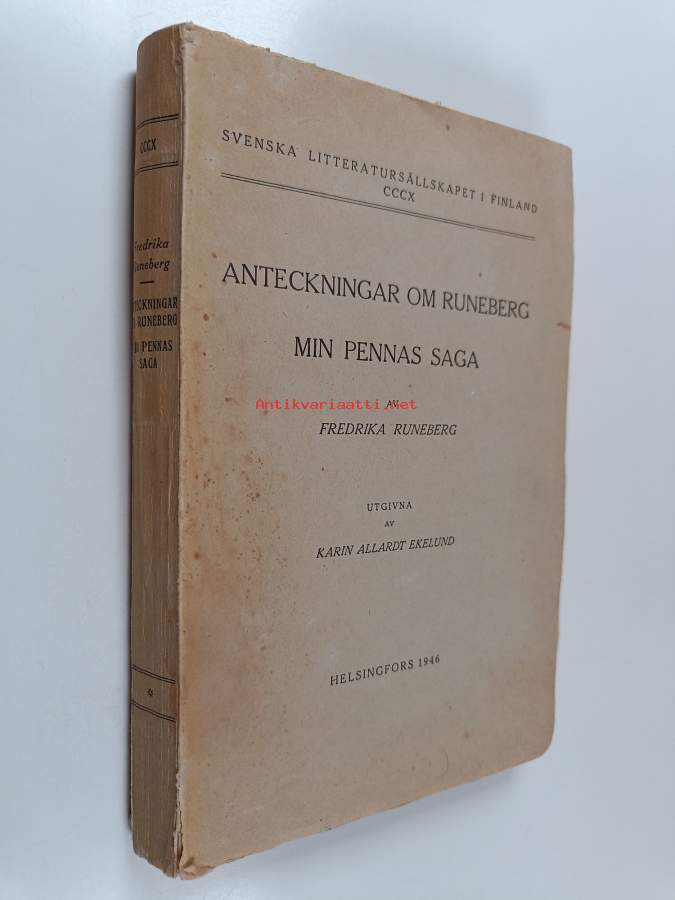 SVENSKA LITTERATURSÄLLSKAPET I FINLAND
CCCX
ANTECKNINGAR OM RUNEBERG
MIN PENNAS SAGA
AV
Antikvariaatti.net
FREDRIKA RUNEBERG
UTGIVNA
AV
KARIN ALLARDT EKELUND
HELSINGFORS 1946
CCCX
Fredrika
Runeberg
RUNEBERG
PENNAS
SAGA